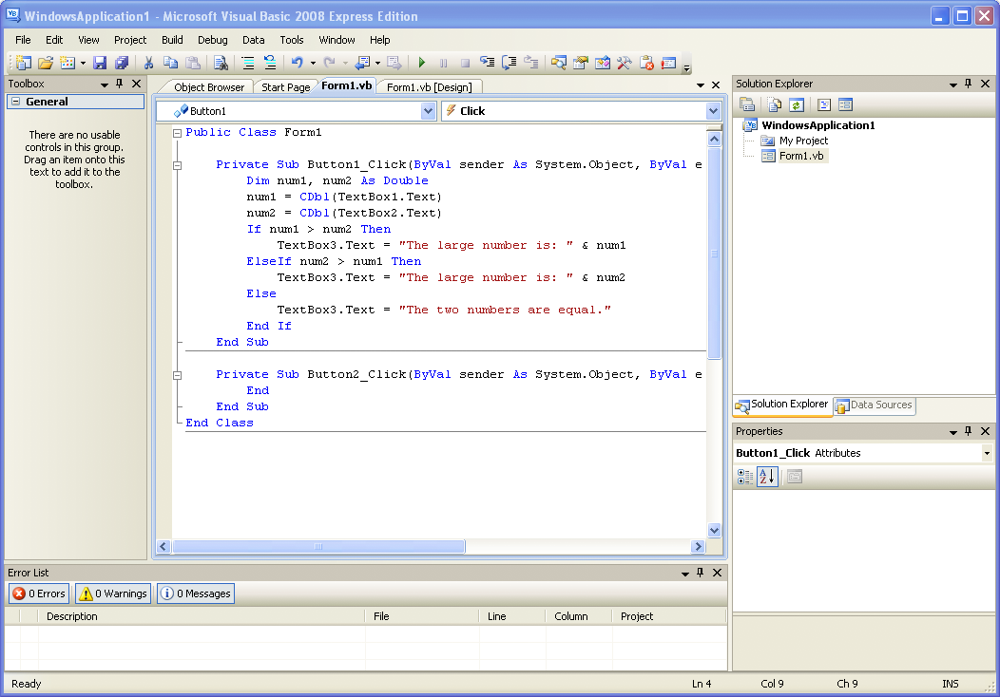 WindowsApplication1 - Microsoft Visual Basic 2008 Express Edition
File Edit View Project Build Debug Data Tools Window Help
Toolbox
General
There are no usable
controls in this group.
Drag an item onto this
text to add it to the
toolbox.
Object Browser Start Page Form1.vb Form1.vb [Design]
Button1 Click
Public Class Form1
Private Sub Button1_Click(ByVal sender As System.Object, ByVal e
Dim num1, num2 As Double
num1 = CDbl(TextBox1.Text)
num2 = CDbl(TextBox2.Text)
If num1 > num2 Then
TextBox3.Text = "The large number is: " & num1
ElseIf num2 > num1 Then
TextBox3.Text = "The large number is: " & num2
Else
TextBox3.Text = "The two numbers are equal."
End If
End Sub
Private Sub Button2_Click(ByVal sender As System.Object, ByVal e
End
End Sub
End Class
Solution Explorer
WindowsApplication1
My Project
Form1.vb
Solution Explorer Data Sources
Properties
Button1_Click Attributes
Error List
0 Errors 0 Warnings 0 Messages
Description File Line Column Project
Ready Ln 4 Col 9 Ch 9 INS